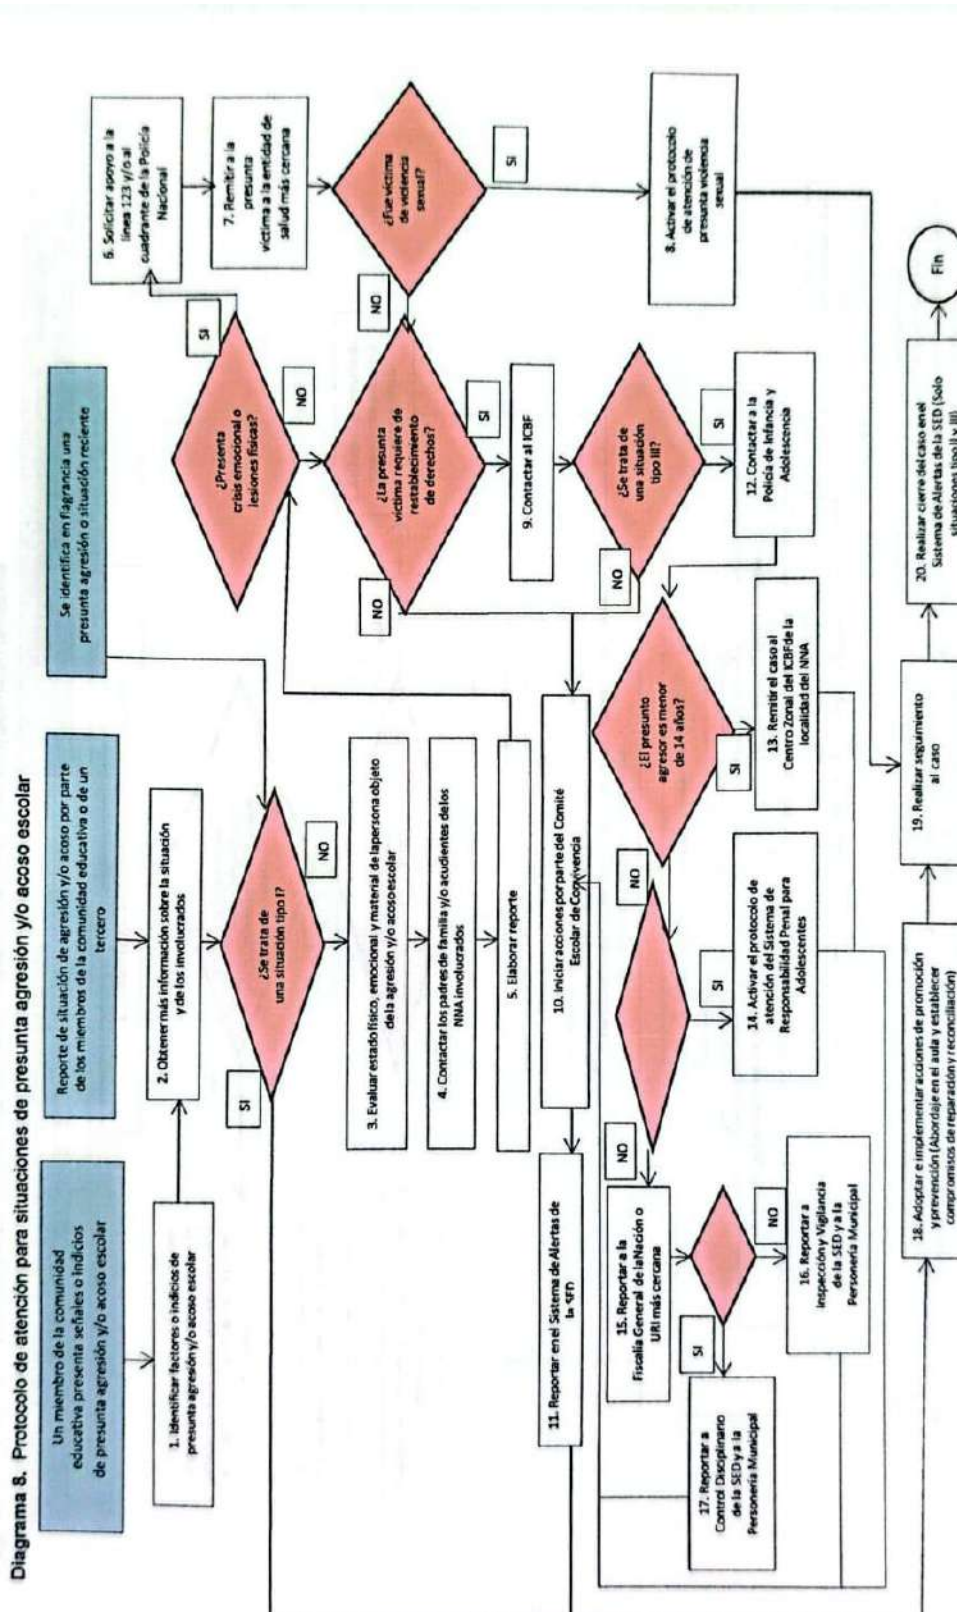 Diagrama 8. Protocolo de atención para situaciones de presunta agresión y/o acoso escolar
Un miembro de la comunidad
educativa presenta señales o indicios
de presunta agresión y/o acoso escolar
Reporte de situación de agresión y/o acoso por parte
de los miembros de la comunidad educativa o de un
tercero
Se identifica en flagrancia una
presunta agresión o situación reciente
1. Identificar factores o indicios de
presunta agresión y/o acoso escolar
2. Obtener más información sobre la situación
y de los involucrados
¿Se trata de
una situación tipo I?
SI
NO
3. Evaluar estado físico, emocional y material de la persona objeto
de la agresión y/o acoso escolar
4. Contactar los padres de familia y/o acudientes de los
NNA involucrados
5. Elaborar reporte
¿Presenta
crisis emocional o
lesiones físicas?
SI
NO
6. Solicitar apoyo a la
línea 123 y/o al
cuadrante de la Policía
Nacional
7. Remitir a la
presunta
víctima a la entidad de
salud más cercana
¿Fue víctima
de violencia
sexual?
SI
NO
8. Activar el protocolo
de atención de
presunta violencia
sexual
¿La presunta
víctima requiere de
restablecimiento
de derechos?
SI
NO
9. Contactar al ICBF
¿Se trata de
una situación
tipo III?
SI
NO
12. Contactar a la
Policía de Infancia y
Adolescencia
10. Iniciar acciones por parte del Comité
Escolar de Convivencia
11. Reportar en el Sistema de Alertas de
la SED
¿El presunto
agresor es menor
de 14 años?
SI
NO
13. Remitir el caso al
Centro Zonal del ICBF de la
localidad del NNA
SI
NO
14. Activar el protocolo de
atención del Sistema de
Responsabilidad Penal para
Adolescentes
15. Reportar a la
Fiscalía General de la Nación o
URI más cercana
SI
NO
16. Reportar a
Inspección y Vigilancia
de la SED y a la
Personería Municipal
17. Reportar a
Control Disciplinario
de la SED y a la
Personería Municipal
18. Adoptar e implementar acciones de promoción
y prevención (Abordaje en el aula y establecer
compromisos de reparación y reconciliación)
19. Realizar seguimiento
al caso
20. Realizar cierre del caso en el
Sistema de Alertas de la SED (Solo
situaciones tipo II y III)
Fin